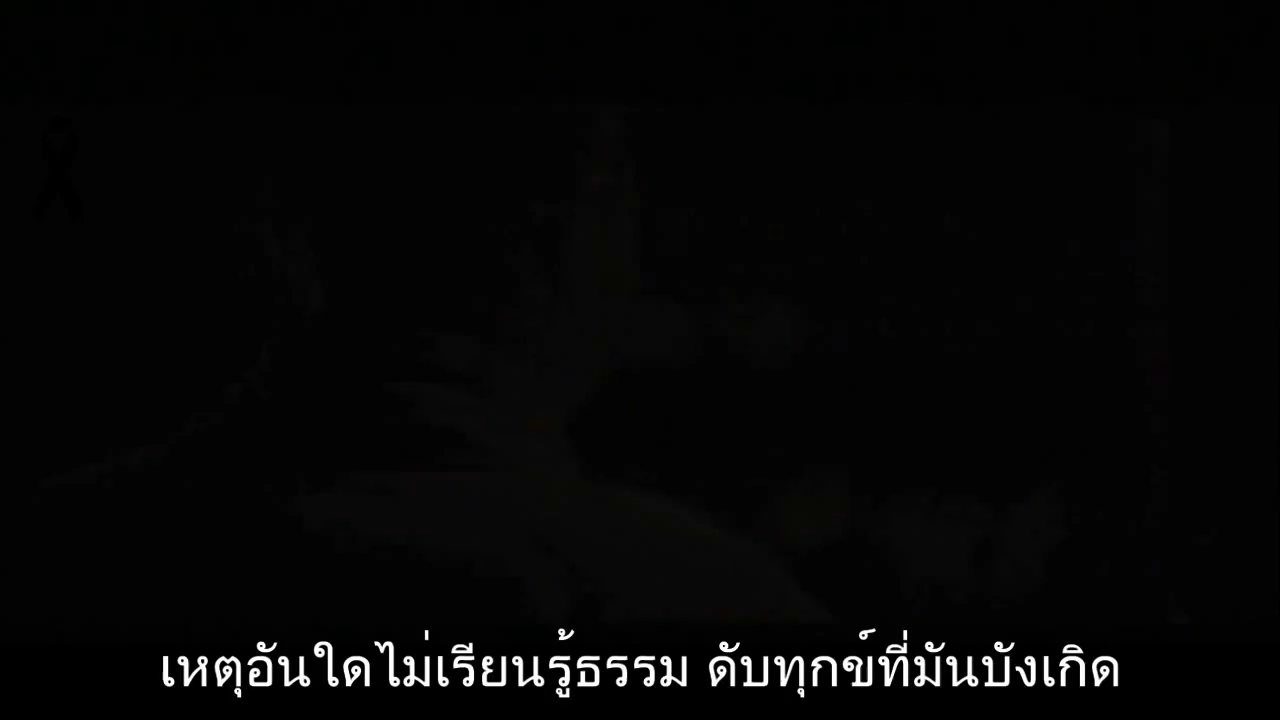 เหตุอันใดไม่เรียนรู้ธรรม ดับทุกข์ที่มันบังเกิด